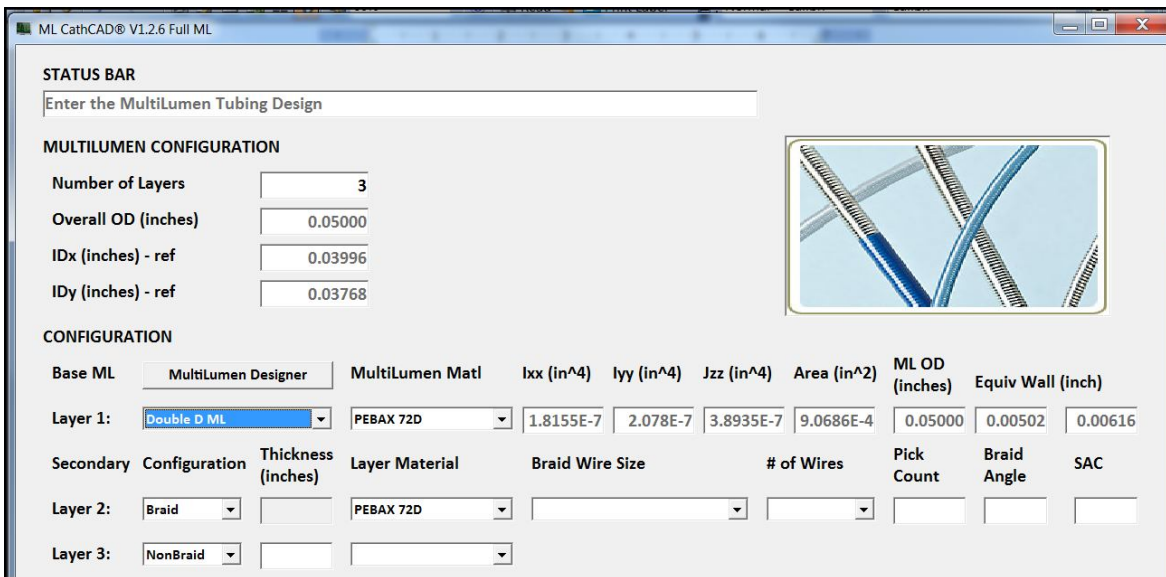 ML CathCAD® V1.2.6 Full ML
STATUS BAR
Enter the MultiLumen Tubing Design
MULTILUMEN CONFIGURATION
Number of Layers 3
Overall OD (inches) 0.05000
IDx (inches) - ref 0.03996
IDy (inches) - ref 0.03768
CONFIGURATION
Base ML MultiLumen Designer MultiLumen Matl Ixx (in^4) Iyy (in^4) Jzz (in^4) Area (in^2) ML OD (inches) Equiv Wall (inch)
Layer 1: Double D ML PEBAX 72D 1.8155E-7 2.078E-7 3.8935E-7 9.0686E-4 0.05000 0.00502 0.00616
Secondary Configuration Thickness (inches) Layer Material Braid Wire Size # of Wires Pick Count Braid Angle SAC
Layer 2: Braid PEBAX 72D
Layer 3: NonBraid